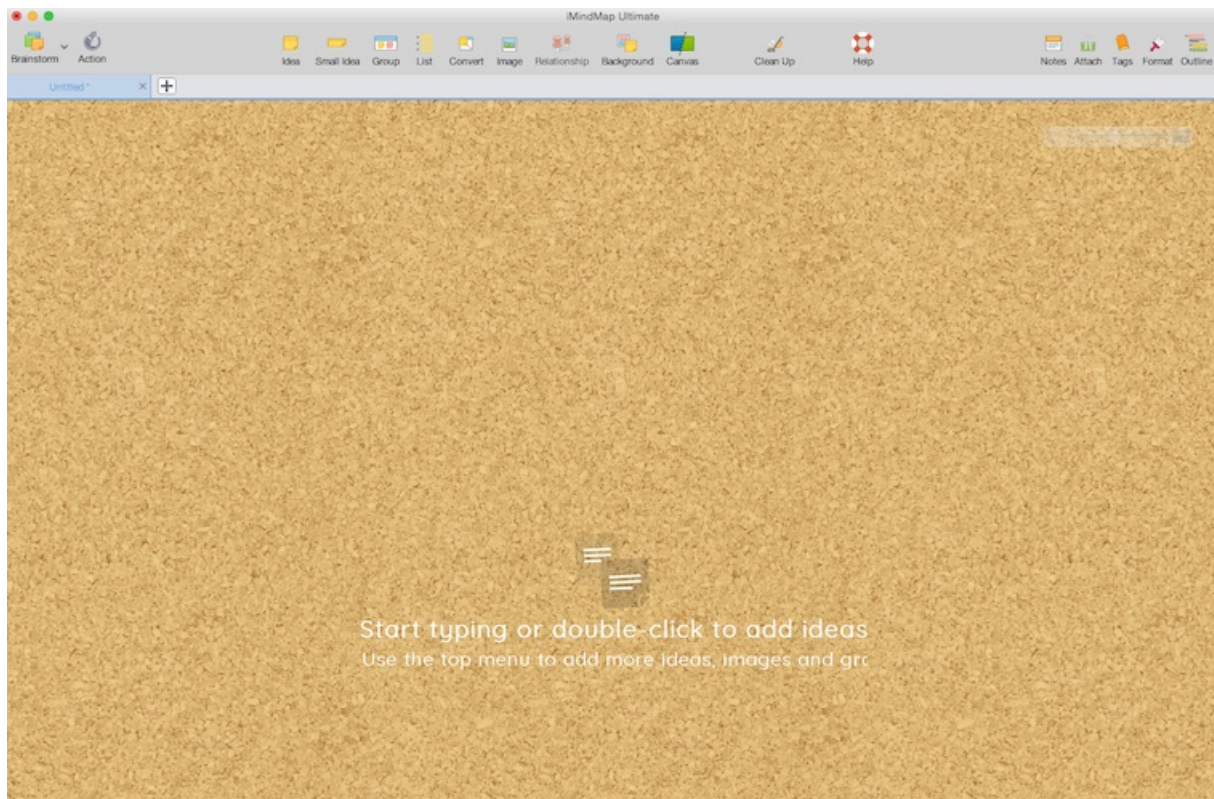 iMindMap Ultimate
Brainstorm Action Idea Small Idea Group List Convert Image Relationship Background Canvas Clean Up Help Notes Attach Tags Format Outline
Untitled *
Start typing or double-click to add ideas
Use the top menu to add more ideas, images and grc